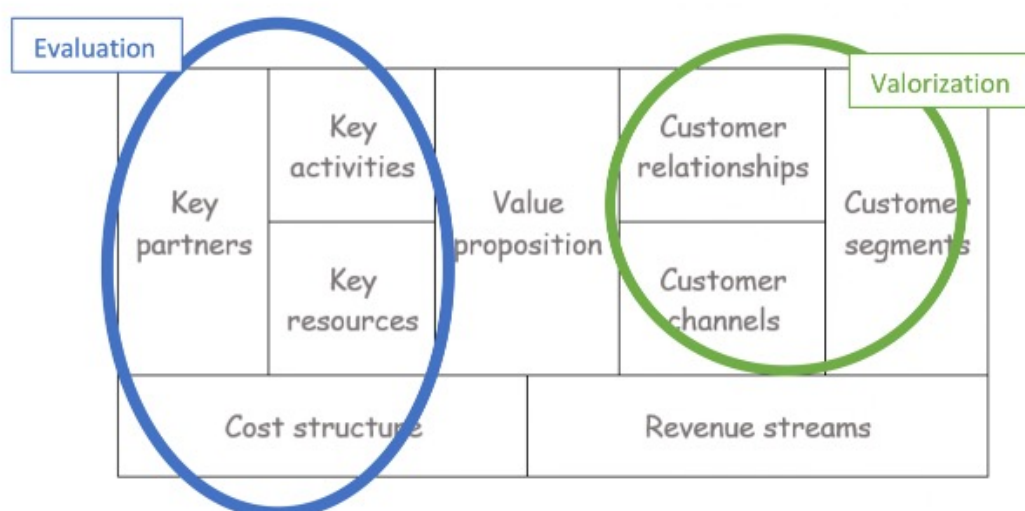 Evaluation
Valorization
Key
partners
Key
activities
Key
resources
Value
proposition
Customer
relationships
Customer
channels
Customer
segments
Cost structure
Revenue streams